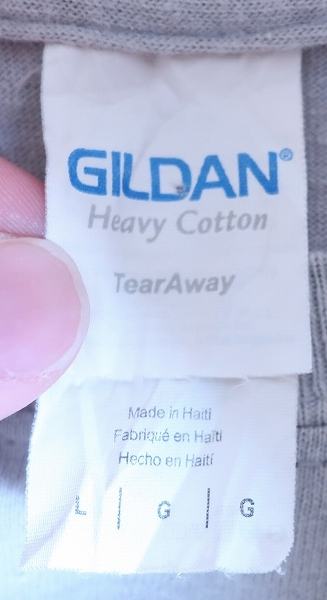 GILDAN®
Heavy Cotton
TearAway
Made in Haiti
Fabriqué en Haïti
Hecho en Haití
L | G | G